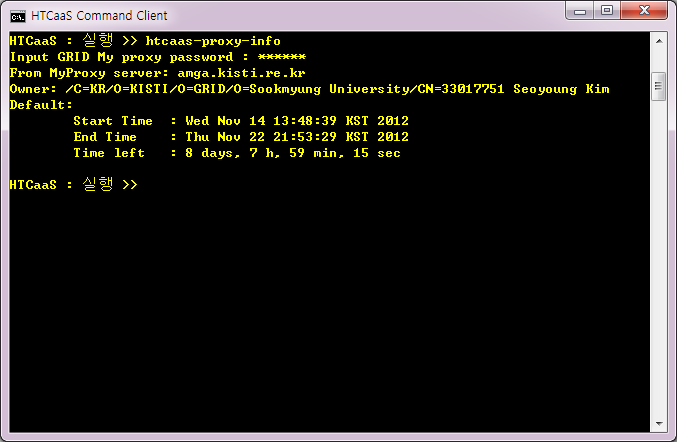 HTCaaS Command Client
HTCaaS : 실행 >> htcaas-proxy-info
Input GRID My proxy password : ******
From MyProxy server: amga.kisti.re.kr
Owner: /C=KR/O=KISTI/O=GRID/O=Sookmyung University/CN=33017751 Seoyoung Kim
Default:
Start Time : Wed Nov 14 13:48:39 KST 2012
End Time : Thu Nov 22 21:53:29 KST 2012
Time left : 8 days, 7 h, 59 min, 15 sec
HTCaaS : 실행 >>